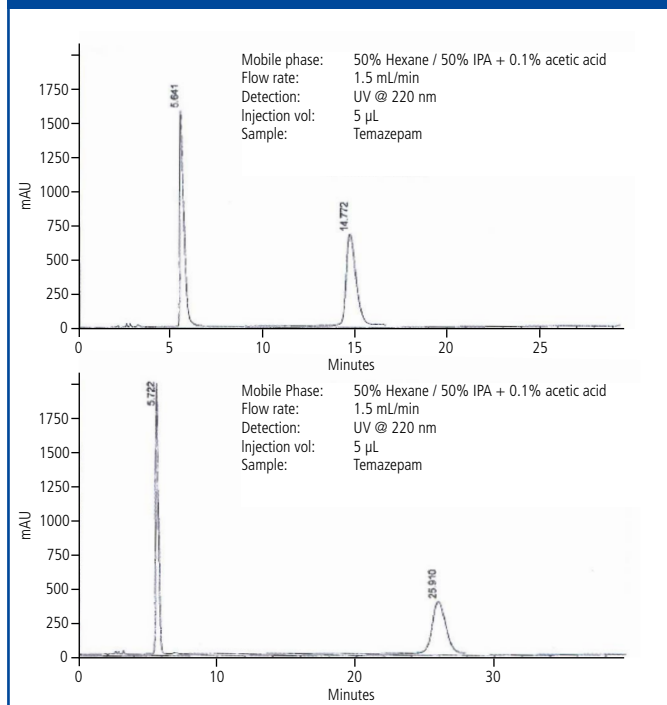 Mobile phase: 50% Hexane / 50% IPA + 0.1% acetic acid
Flow rate: 1.5 mL/min
Detection: UV @ 220 nm
Injection vol: 5 µL
Sample: Temazepam
5.641
14.772
mAU
1750
1500
1250
1000
750
500
250
0
0 5 10 15 20 25
Minutes
Mobile Phase: 50% Hexane / 50% IPA + 0.1% acetic acid
Flow rate: 1.5 mL/min
Detection: UV @ 220 nm
Injection vol: 5 µL
Sample: Temazepam
5.722
25.910
mAU
1750
1500
1250
1000
750
500
250
0
0 10 20 30
Minutes